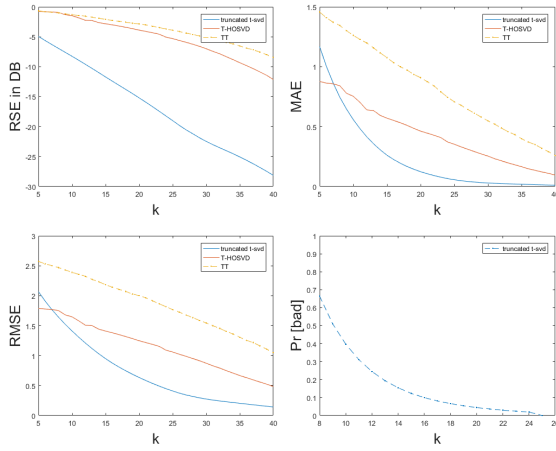 0
-5
-10
-15
-20
-25
-30
5 10 15 20 25 30 35 40
k
RSE in DB
truncated t-svd
T-HOSVD
TT
1.5
1
0.5
0
5 10 15 20 25 30 35 40
k
MAE
truncated t-svd
T-HOSVD
TT
3
2.5
2
1.5
1
0.5
0
5 10 15 20 25 30 35 40
k
RMSE
truncated t-svd
T-HOSVD
TT
1
0.9
0.8
0.7
0.6
0.5
0.4
0.3
0.2
0.1
0
8 10 12 14 16 18 20 22 24 26
k
Pr [bad]
truncated t-svd